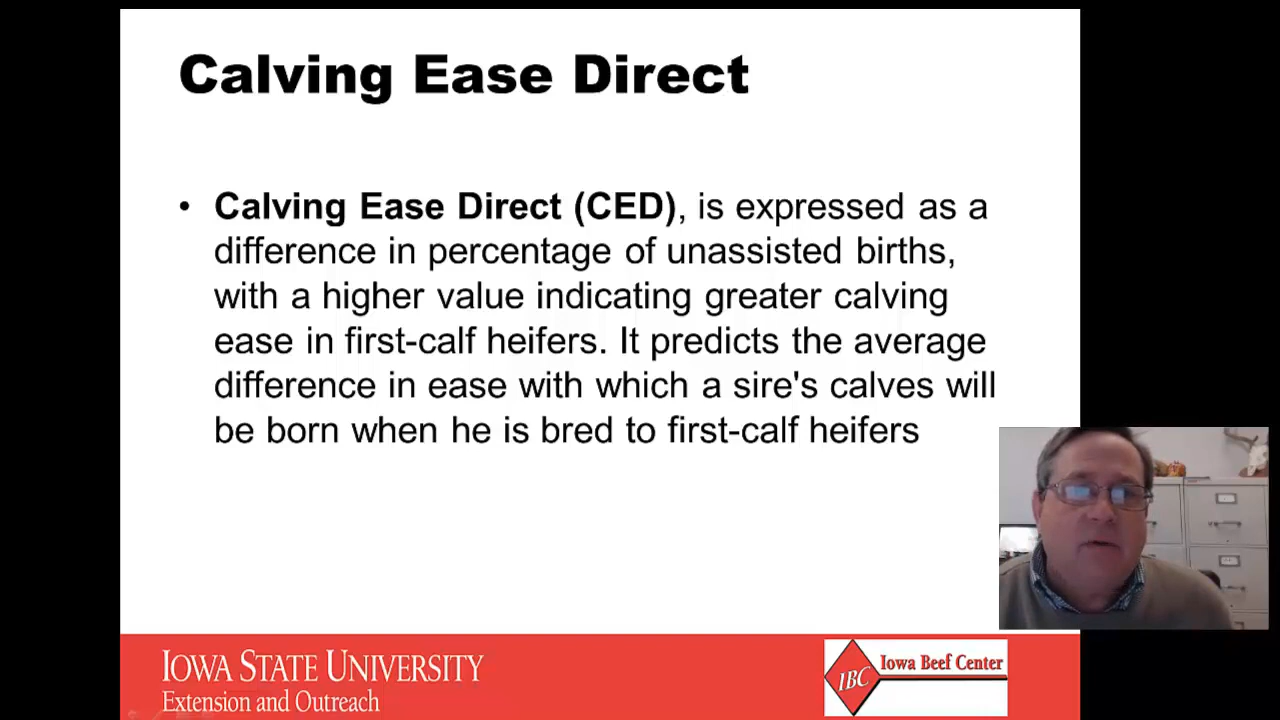 Calving Ease Direct
• Calving Ease Direct (CED), is expressed as a
difference in percentage of unassisted births,
with a higher value indicating greater calving
ease in first-calf heifers. It predicts the average
difference in ease with which a sire's calves will
be born when he is bred to first-calf heifers
IOWA STATE UNIVERSITY
Extension and Outreach
IBC
Iowa Beef Center